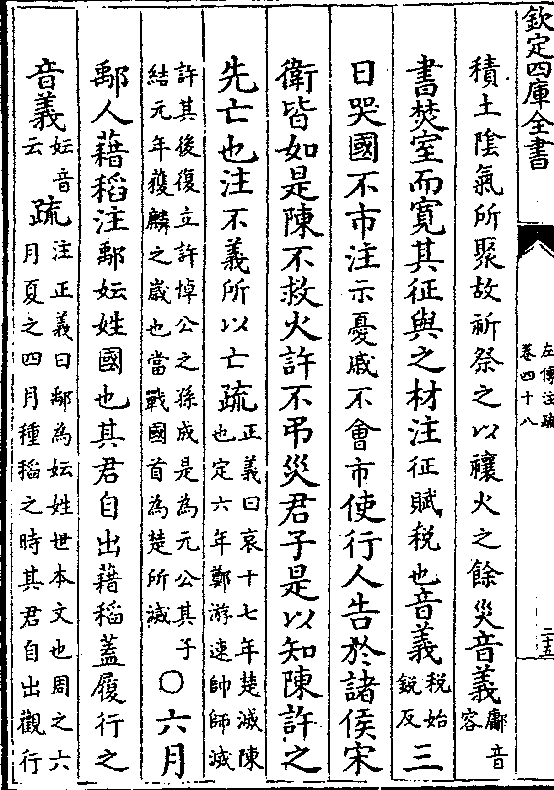 欽定四庫全書
左傳注疏
卷四十八
二十五
積土陰氣所聚故祈祭之以禳火之餘災音義鄘音容
書焚室而寛其征與之材注征賦稅也音義稅始鋭反三
日哭國不市注示憂戚不會市使行人告於諸侯宋
衛皆如是陳不救火許不弔災君子是以知陳許之
先亡也注不義所以亡疏正義曰哀十七年楚滅陳也定六年鄭游速帥師滅
許其後復立許悼公之孫成是為元公其子結元年獲麟之嵗也當戰國首為楚所滅〇六月
鄅人藉稻注鄅妘姓國也其君自出藉稻蓋履行之
音義妘音云疏注正義曰鄅為妘姓世本文也周之六月夏之四月種稻之時其君自出觀行